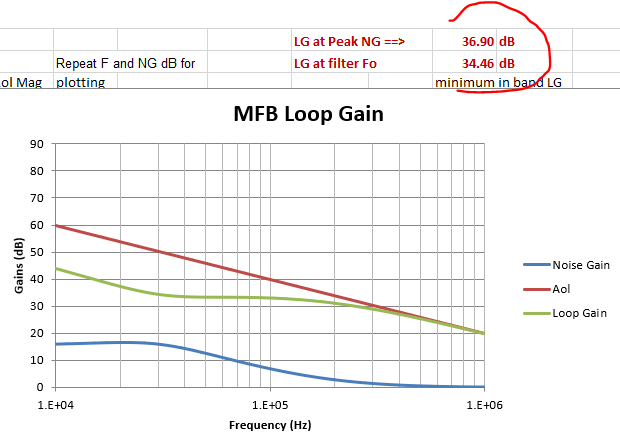 LG at Peak NG ==> 36.90 dB
Repeat F and NG dB for LG at filter Fo 34.46 dB
ol Mag plotting minimum in band LG
MFB Loop Gain
90
80
70
60
50
40
30
20
10
0
Gains (dB)
Noise Gain
Aol
Loop Gain
1.E+04 1.E+05 1.E+06
Frequency (Hz)